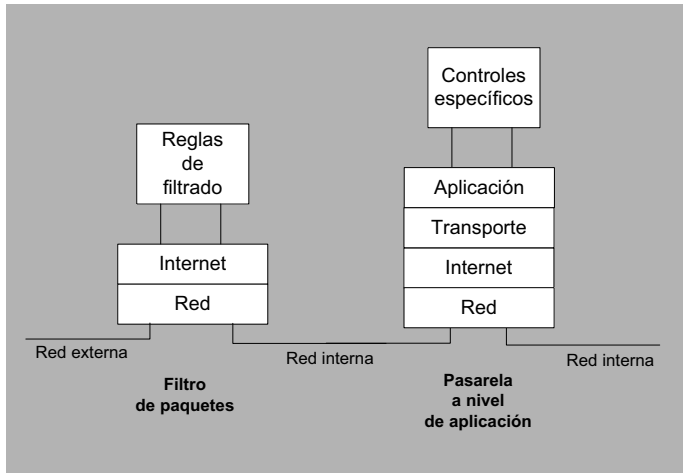 Controles
específicos
Reglas
de
filtrado
Aplicación
Transporte
Internet
Red
Internet
Red
Red externa
Red interna
Red interna
Filtro
de paquetes
Pasarela
a nivel
de aplicación